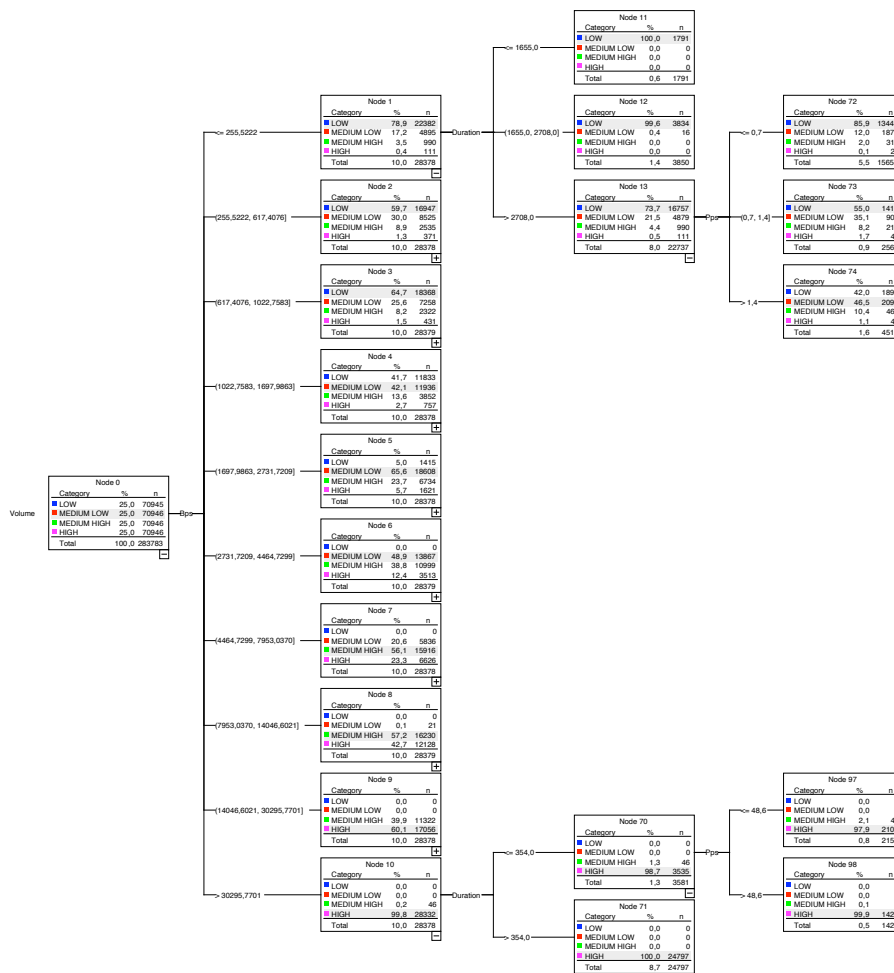 Volume
Node 0
Category % n
LOW 25,0 70945
MEDIUM LOW 25,0 70946
MEDIUM HIGH 25,0 70946
HIGH 25,0 70946
Total 100,0 283783
Bps
<= 255,5222
Node 1
Category % n
LOW 78,9 22382
MEDIUM LOW 17,2 4895
MEDIUM HIGH 3,5 990
HIGH 0,4 111
Total 10,0 28378
(255,5222, 617,4076]
Node 2
Category % n
LOW 59,7 16947
MEDIUM LOW 30,0 8525
MEDIUM HIGH 8,9 2535
HIGH 1,3 371
Total 10,0 28378
(617,4076, 1022,7583]
Node 3
Category % n
LOW 64,7 18368
MEDIUM LOW 25,6 7258
MEDIUM HIGH 8,2 2322
HIGH 1,5 431
Total 10,0 28379
(1022,7583, 1697,9863]
Node 4
Category % n
LOW 41,7 11833
MEDIUM LOW 42,1 11936
MEDIUM HIGH 13,6 3852
HIGH 2,7 757
Total 10,0 28378
(1697,9863, 2731,7209]
Node 5
Category % n
LOW 5,0 1415
MEDIUM LOW 65,6 18608
MEDIUM HIGH 23,7 6734
HIGH 5,7 1621
Total 10,0 28378
(2731,7209, 4464,7299]
Node 6
Category % n
LOW 0,0 0
MEDIUM LOW 48,9 13867
MEDIUM HIGH 38,8 10999
HIGH 12,4 3513
Total 10,0 28379
(4464,7299, 7953,0370]
Node 7
Category % n
LOW 0,0 0
MEDIUM LOW 20,6 5836
MEDIUM HIGH 56,1 15916
HIGH 23,3 6626
Total 10,0 28378
(7953,0370, 14046,6021]
Node 8
Category % n
LOW 0,0 0
MEDIUM LOW 0,1 21
MEDIUM HIGH 57,2 16230
HIGH 42,7 12128
Total 10,0 28379
(14046,6021, 30295,7701]
Node 9
Category % n
LOW 0,0 0
MEDIUM LOW 0,0 0
MEDIUM HIGH 39,9 11322
HIGH 60,1 17056
Total 10,0 28378
> 30295,7701
Node 10
Category % n
LOW 0,0 0
MEDIUM LOW 0,0 0
MEDIUM HIGH 0,2 46
HIGH 99,8 28332
Total 10,0 28378
Duration
<= 1655,0
Node 11
Category % n
LOW 100,0 1791
MEDIUM LOW 0,0 0
MEDIUM HIGH 0,0 0
HIGH 0,0 0
Total 0,6 1791
(1655,0, 2708,0]
Node 12
Category % n
LOW 99,6 3834
MEDIUM LOW 0,4 16
MEDIUM HIGH 0,0 0
HIGH 0,0 0
Total 1,4 3850
> 2708,0
Node 13
Category % n
LOW 73,7 16757
MEDIUM LOW 21,5 4879
MEDIUM HIGH 4,4 990
HIGH 0,5 111
Total 8,0 22737
Pps
<= 0,7
Node 72
Category % n
LOW 85,9 1344
MEDIUM LOW 12,0 187
MEDIUM HIGH 2,0 31
HIGH 0,1 2
Total 5,5 1565
(0,7, 1,4]
Node 73
Category % n
LOW 55,0 141
MEDIUM LOW 35,1 90
MEDIUM HIGH 8,2 21
HIGH 1,7 4
Total 0,9 256
> 1,4
Node 74
Category % n
LOW 42,0 189
MEDIUM LOW 46,5 209
MEDIUM HIGH 10,4 46
HIGH 1,1 4
Total 1,6 451
Duration
<= 354,0
Node 70
Category % n
LOW 0,0 0
MEDIUM LOW 0,0 0
MEDIUM HIGH 1,3 46
HIGH 98,7 3535
Total 1,3 3581
> 354,0
Node 71
Category % n
LOW 0,0 0
MEDIUM LOW 0,0 0
MEDIUM HIGH 0,0 0
HIGH 100,0 24797
Total 8,7 24797
Pps
<= 48,6
Node 97
Category % n
LOW 0,0
MEDIUM LOW 0,0
MEDIUM HIGH 2,1 4
HIGH 97,9 210
Total 0,8 215
> 48,6
Node 98
Category % n
LOW 0,0
MEDIUM LOW 0,0
MEDIUM HIGH 0,1
HIGH 99,9 142
Total 0,5 142